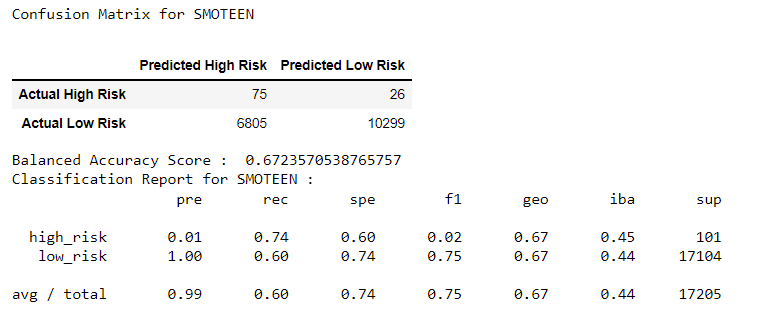 Confusion Matrix for SMOTEEN
Predicted High Risk Predicted Low Risk
Actual High Risk 75 26
Actual Low Risk 6805 10299
Balanced Accuracy Score : 0.6723570538765757
Classification Report for SMOTEEN :
pre rec spe f1 geo iba sup
high_risk 0.01 0.74 0.60 0.02 0.67 0.45 101
low_risk 1.00 0.60 0.74 0.75 0.67 0.44 17104
avg / total 0.99 0.60 0.74 0.75 0.67 0.44 17205